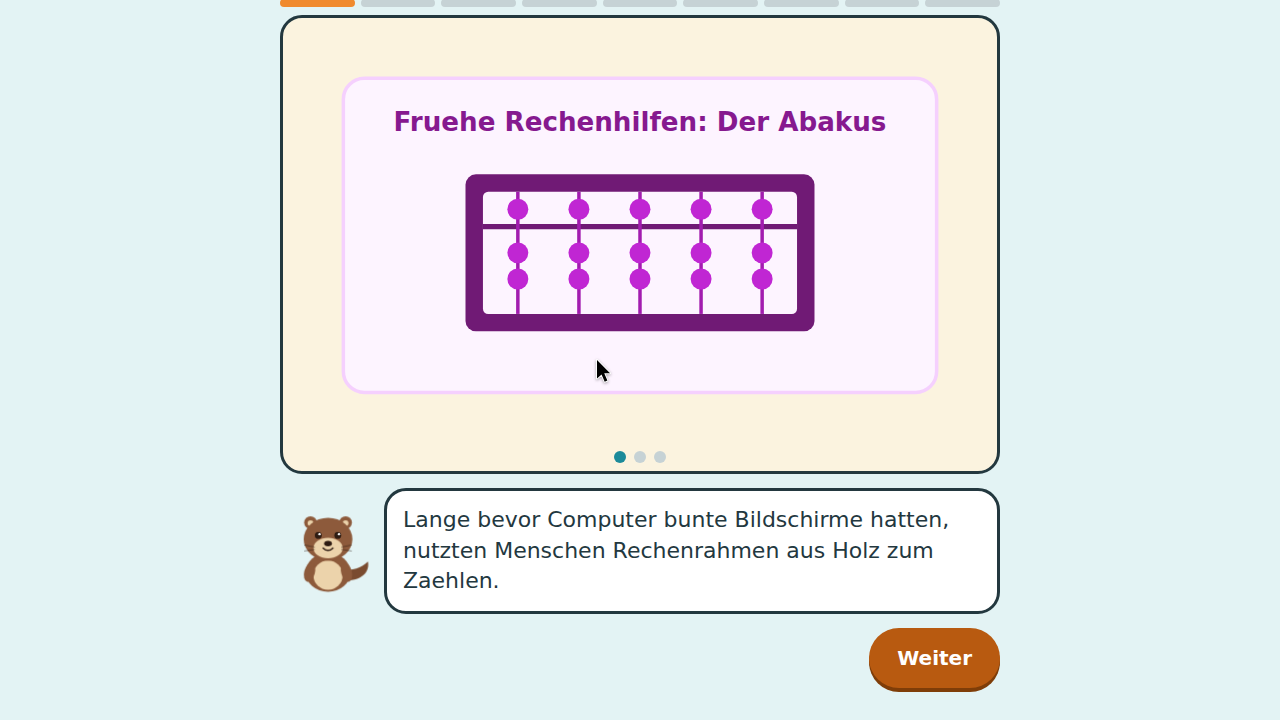 Fruehe Rechenhilfen: Der Abakus
Lange bevor Computer bunte Bildschirme hatten,
nutzten Menschen Rechenrahmen aus Holz zum
Zaehlen.
Weiter